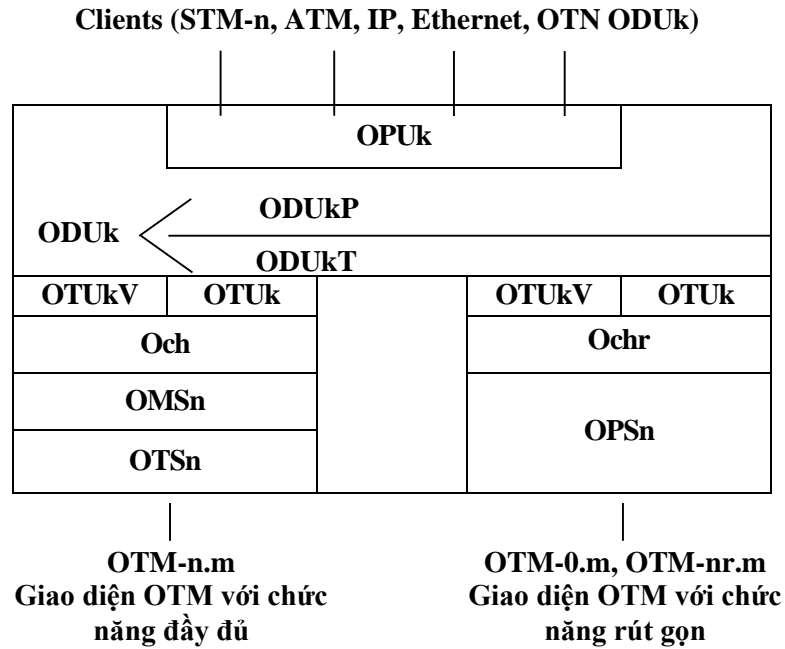 Clients (STM-n, ATM, IP, Ethernet, OTN ODUk)
OPUk
ODUkP
ODUk
ODUkT
OTUkV OTUk OTUkV OTUk
Och Ochr
OMSn
OPSn
OTSn
OTM-n.m
Giao diện OTM với chức
năng đầy đủ
OTM-0.m, OTM-nr.m
Giao diện OTM với chức
năng rút gọn